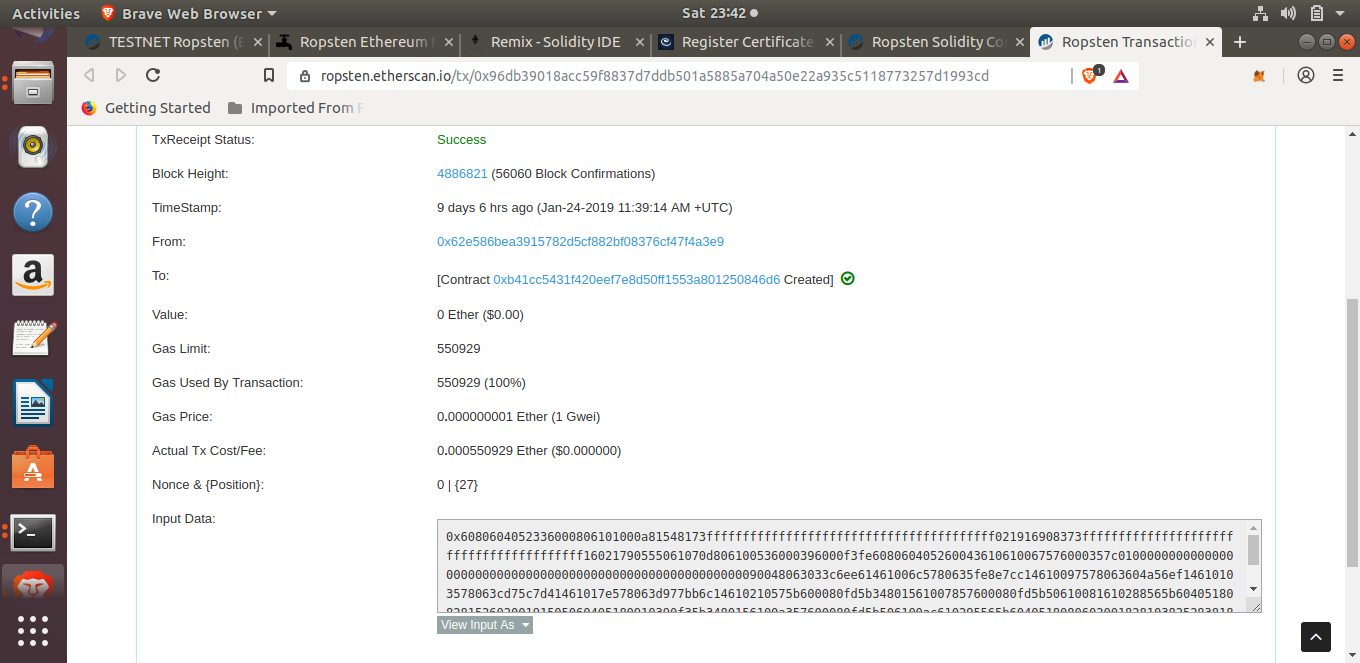 Activities Brave Web Browser Sat 23:42
TESTNET Ropsten (E Ropsten Ethereum Remix - Solidity IDE Register Certificate Ropsten Solidity Co Ropsten Transaction
ropsten.etherscan.io/tx/0x96db39018acc59f8837d7ddb501a5885a704a50e22a935c5118773257d1993cd 1
Getting Started Imported From F
TxReceipt Status: Success
Block Height: 4886821 (56060 Block Confirmations)
TimeStamp: 9 days 6 hrs ago (Jan-24-2019 11:39:14 AM +UTC)
From: 0x62e586bea3915782d5cf882bf08376cf47f4a3e9
To: [Contract 0xb41cc5431f420eef7e8d50ff1553a801250846d6 Created]
Value: 0 Ether ($0.00)
Gas Limit: 550929
Gas Used By Transaction: 550929 (100%)
Gas Price: 0.000000001 Ether (1 Gwei)
Actual Tx Cost/Fee: 0.000550929 Ether ($0.000000)
Nonce & {Position}: 0 | {27}
Input Data:
View Input As